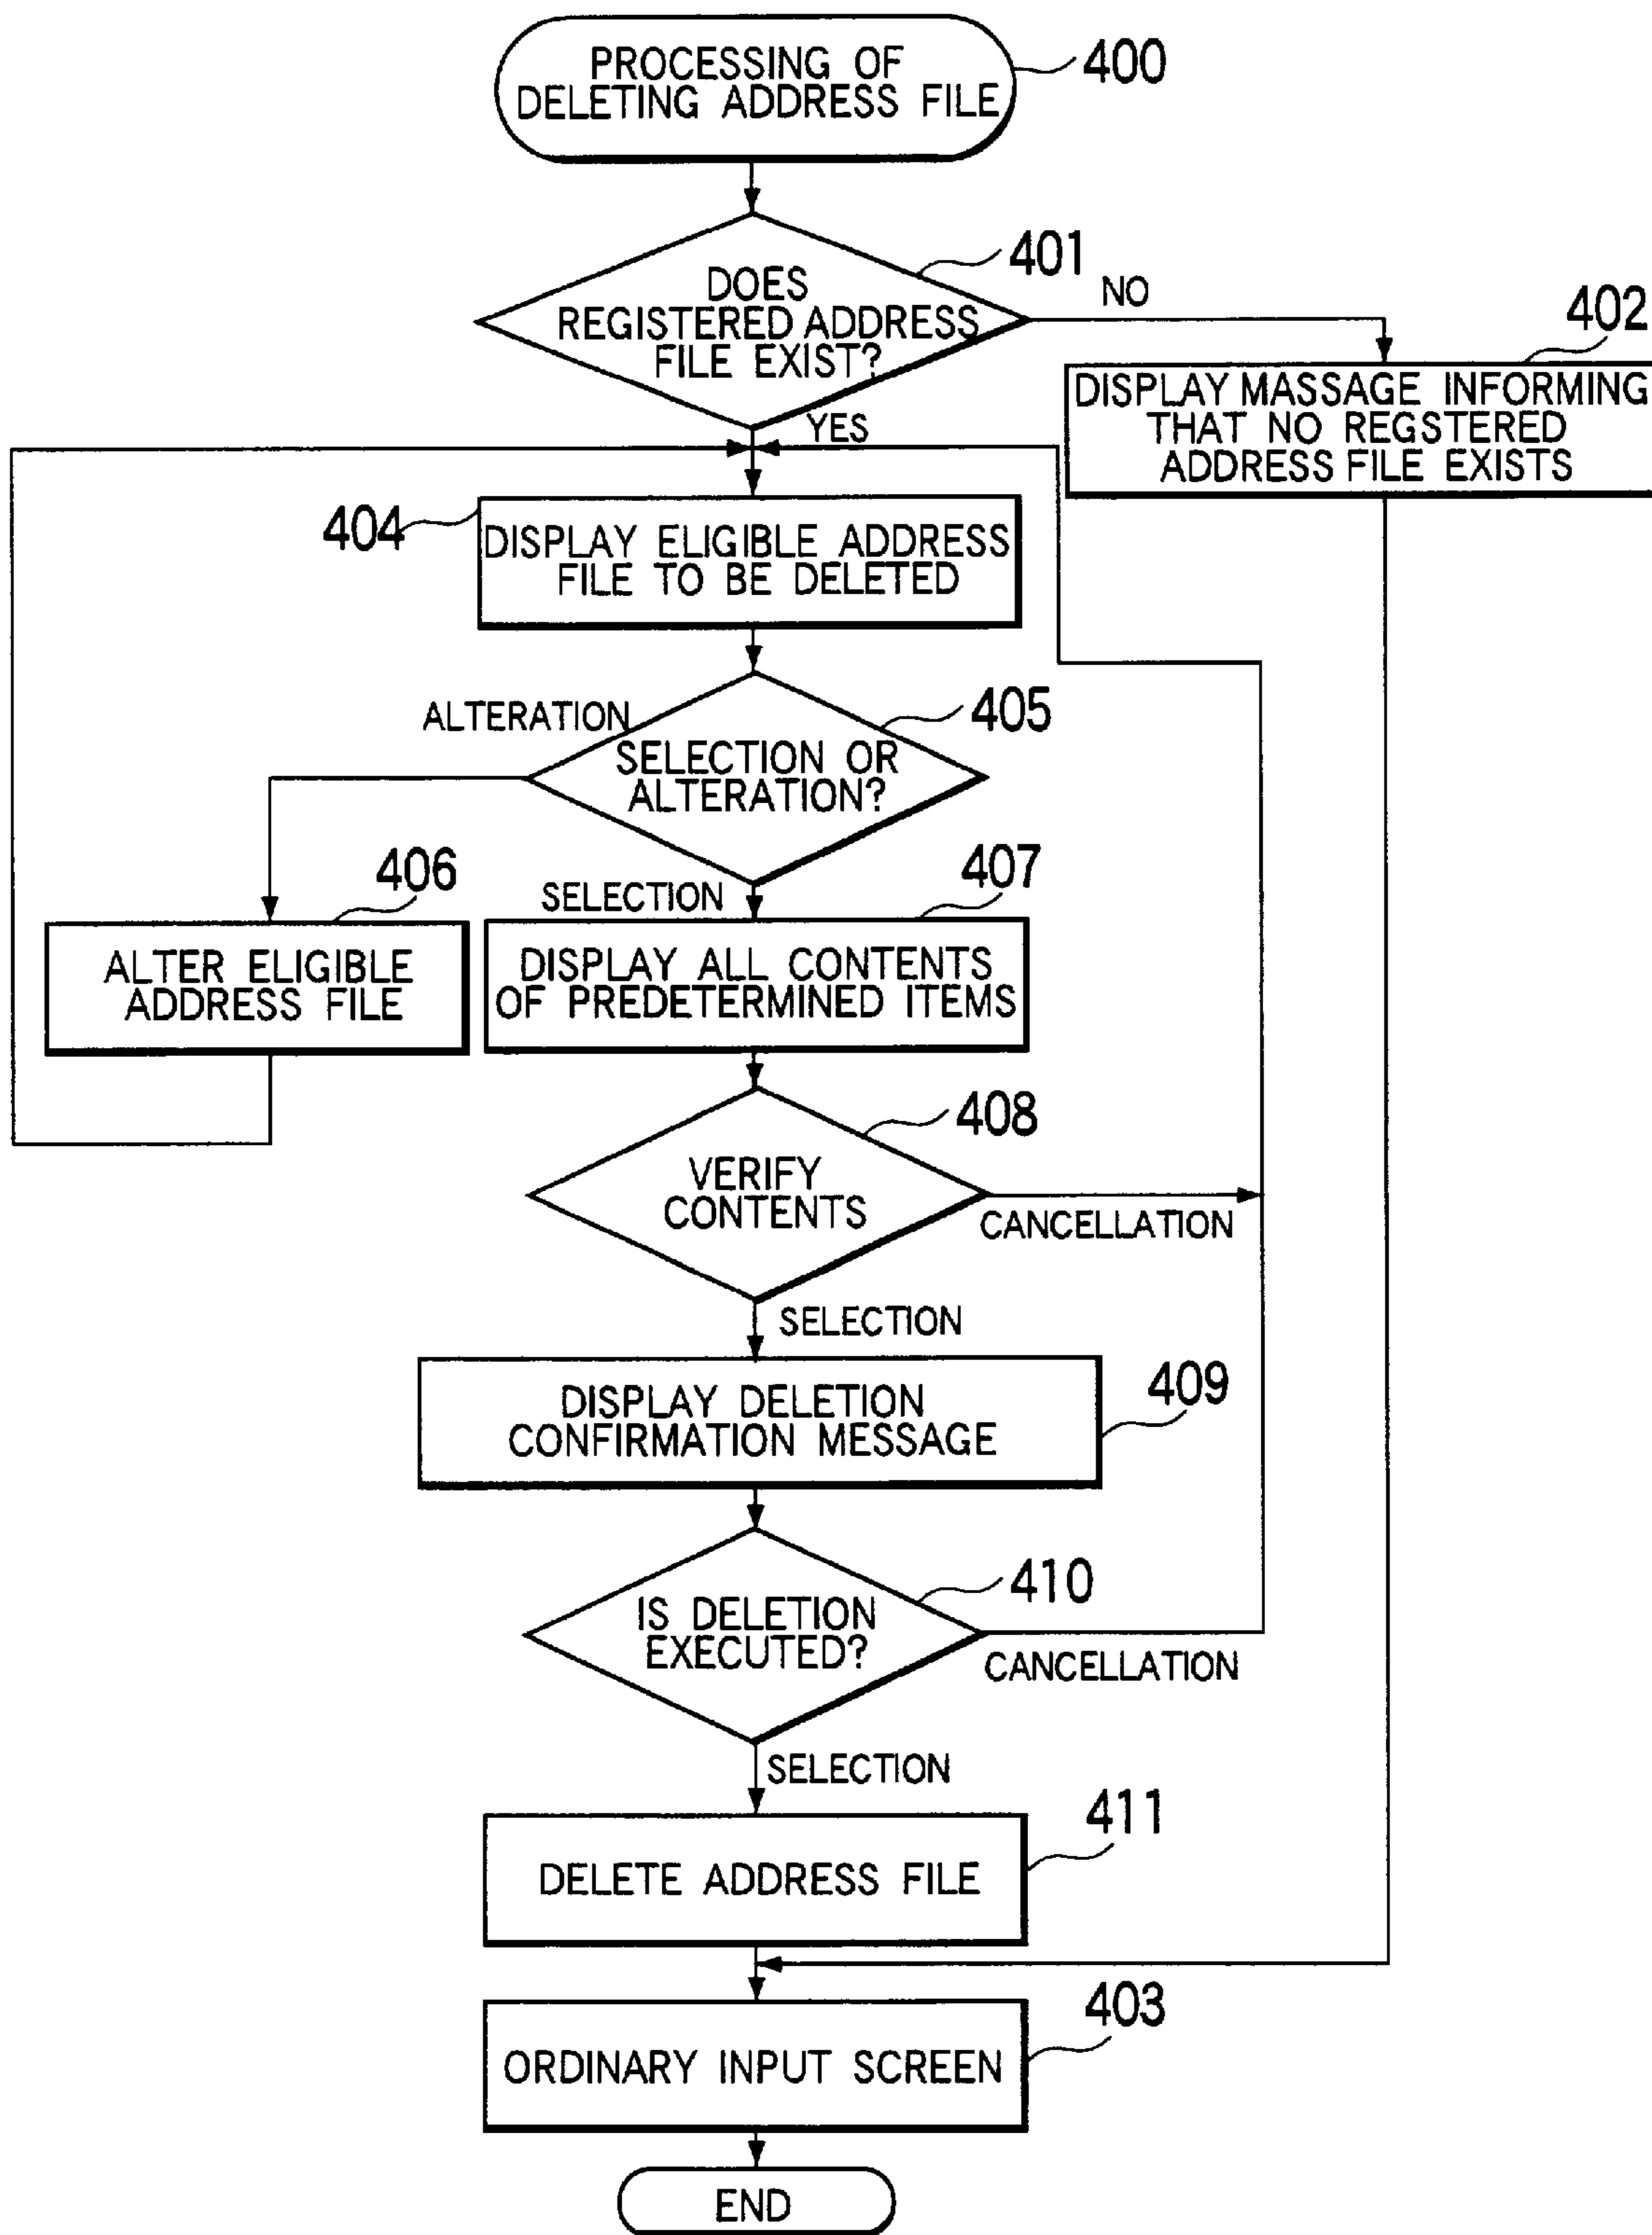 PROCESSING OF
DELETING ADDRESS FILE
400
DOES
REGISTERED ADDRESS
FILE EXIST?
401
NO
YES
402
DISPLAY MASSAGE INFORMING
THAT NO REGSTERED
ADDRESS FILE EXISTS
404
DISPLAY ELIGIBLE ADDRESS
FILE TO BE DELETED
ALTERATION
405
SELECTION OR
ALTERATION?
406
ALTER ELIGIBLE
ADDRESS FILE
SELECTION
407
DISPLAY ALL CONTENTS
OF PREDETERMINED ITEMS
408
VERIFY
CONTENTS
CANCELLATION
SELECTION
DISPLAY DELETION
CONFIRMATION MESSAGE
409
IS DELETION
EXECUTED?
410
CANCELLATION
SELECTION
411
DELETE ADDRESS FILE
403
ORDINARY INPUT SCREEN
END